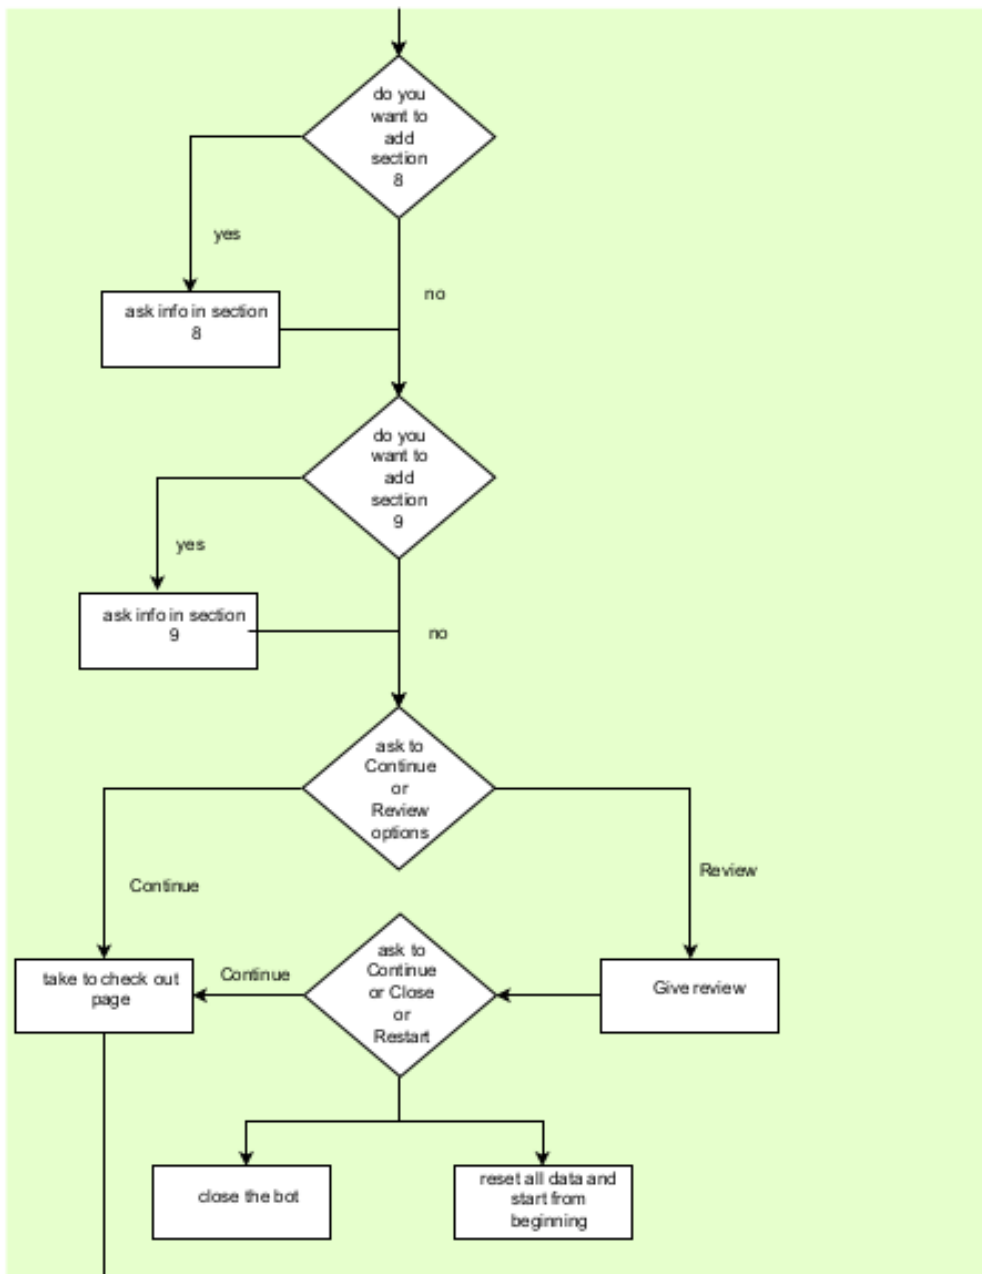 do you
want to
add
section
8
yes
no
ask info in section
8
do you
want to
add
section
9
yes
ask info in section
9
no
ask to
Continue
or
Review
options
Review
Continue
ask to
Continue
or Close
or
Restart
Continue
take to check out
page
Give review
close the bot
reset all data and
start from
beginning